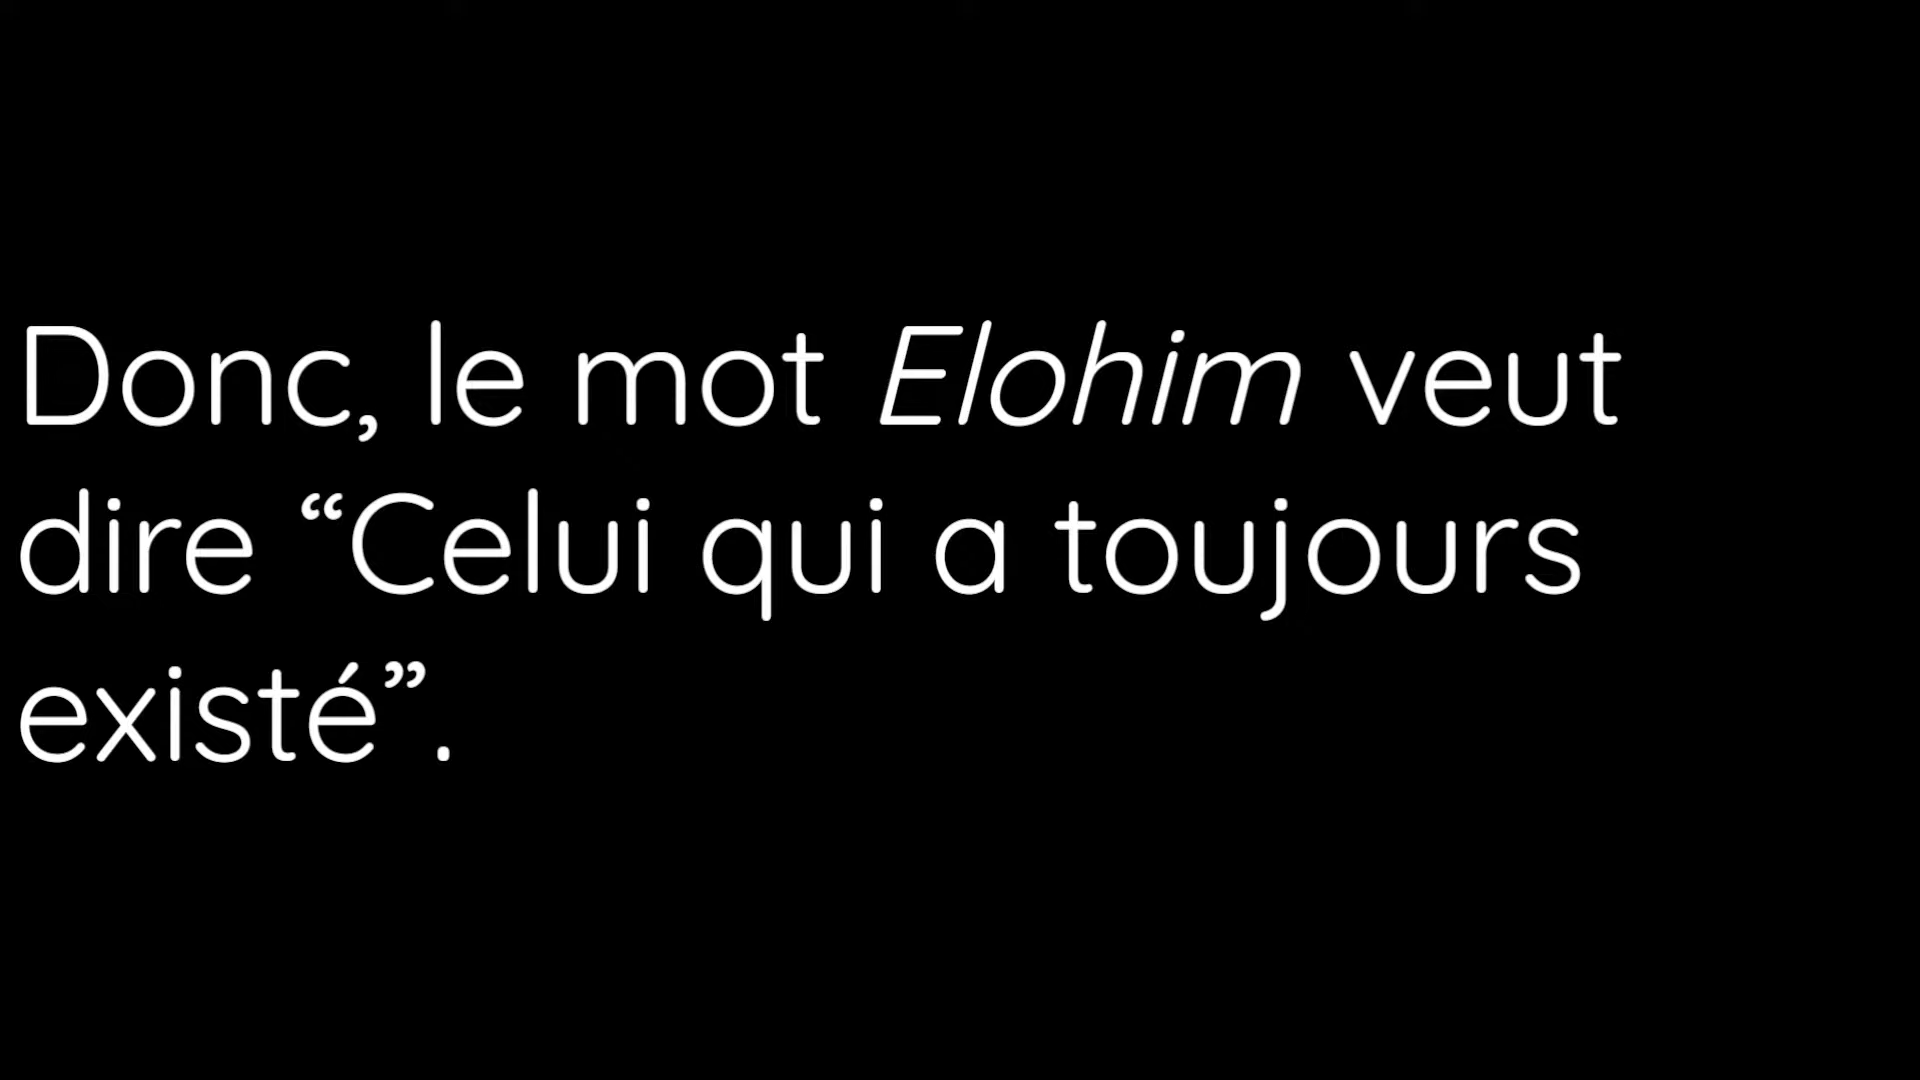 Donc, le mot Elohim veut
dire “Celui qui a toujours
existé”.